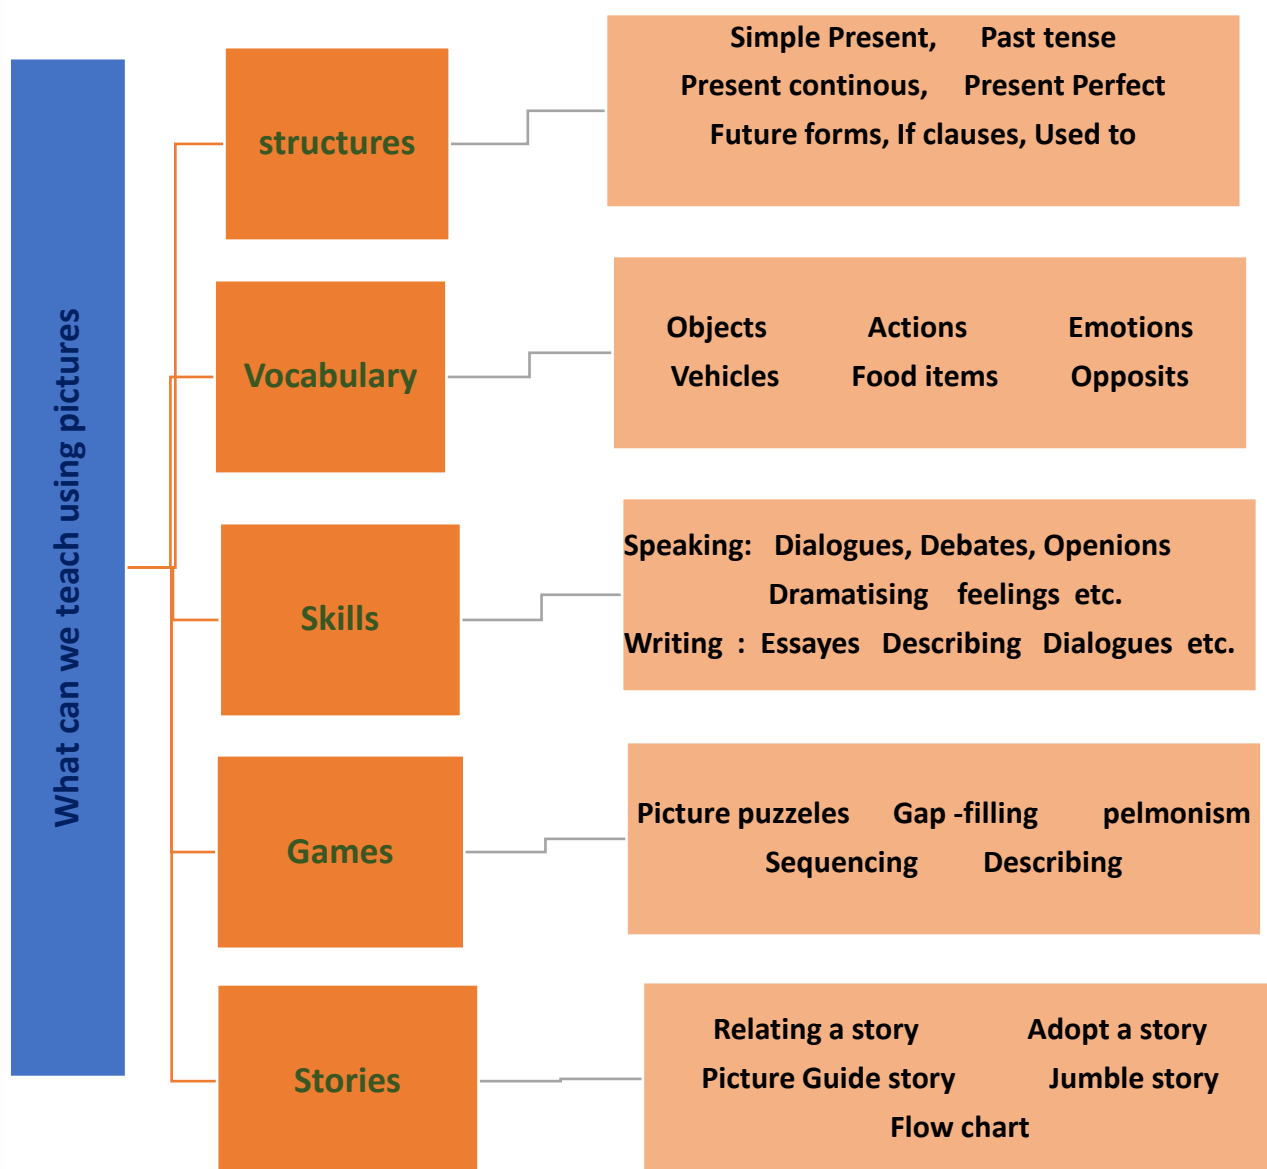 What can we teach using pictures
structures
Simple Present, Past tense
Present continous, Present Perfect
Future forms, If clauses, Used to
Vocabulary
Objects Actions Emotions
Vehicles Food items Opposits
Skills
Speaking: Dialogues, Debates, Openions
Dramatising feelings etc.
Writing : Essayes Describing Dialogues etc.
Games
Picture puzzeles Gap -filling pelmonism
Sequencing Describing
Stories
Relating a story Adopt a story
Picture Guide story Jumble story
Flow chart